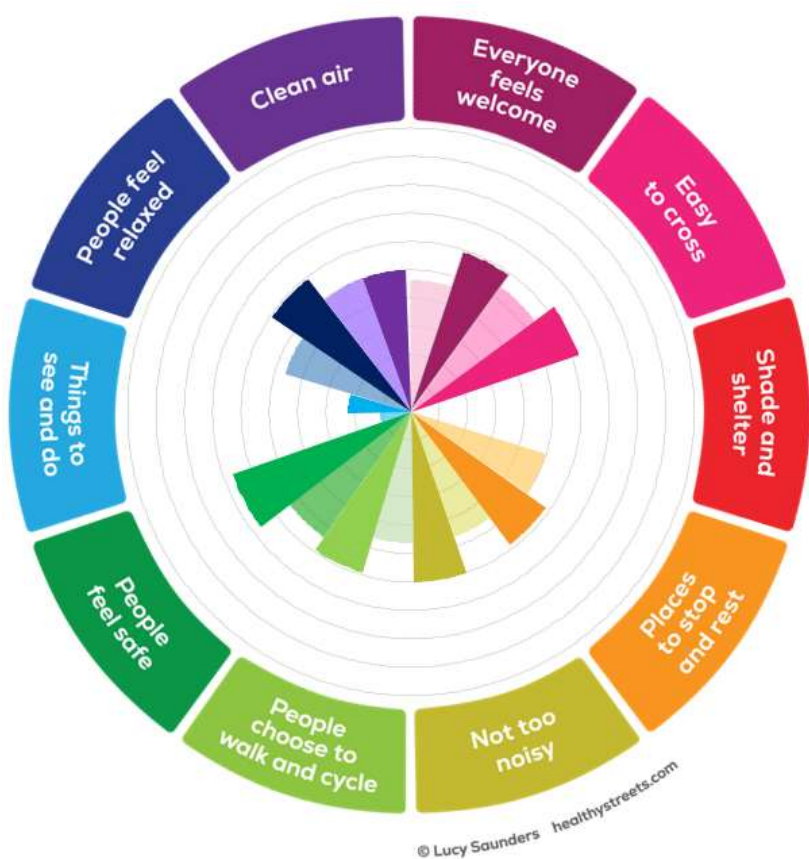 Everyone
feels
welcome
Easy
to cross
Shade and
shelter
Places
to stop
and rest
Not too
noisy
People
choose to
walk and cycle
People
feel safe
Things to
see and do
People feel
relaxed
Clean air
© Lucy Saunders healthystreets.com